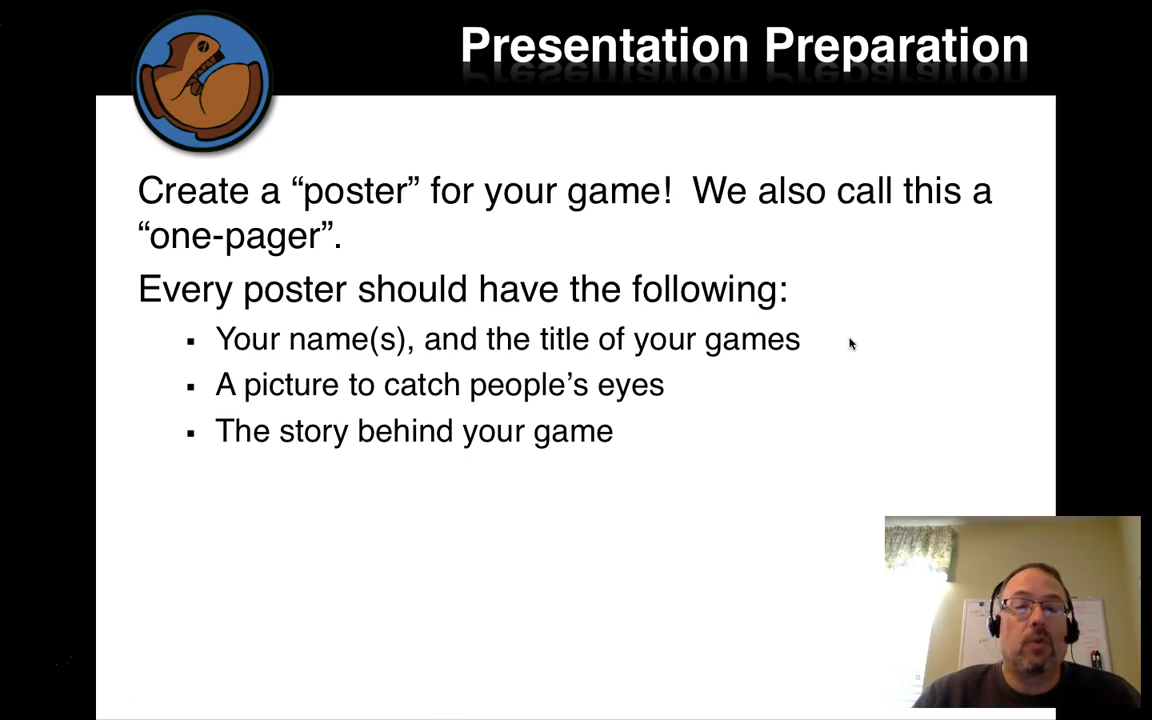 Presentation Preparation
Create a “poster” for your game!  We also call this a
“one-pager”.
Every poster should have the following:
▪ Your name(s), and the title of your games
▪ A picture to catch people’s eyes
▪ The story behind your game